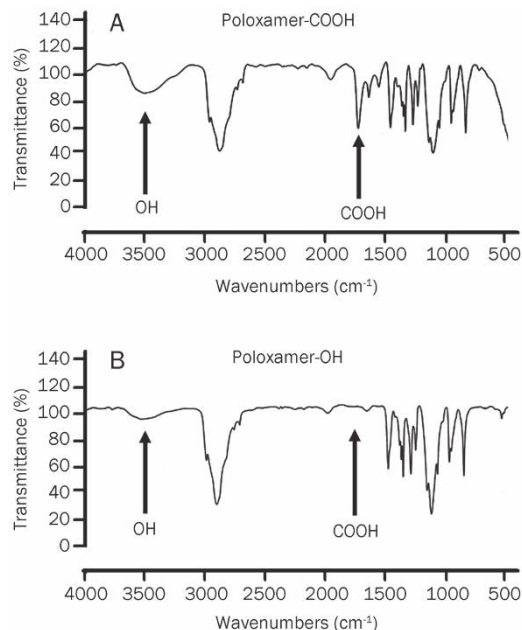 A
Poloxamer-COOH
Transmittance (%)
140
120
100
80
60
40
20
0
OH
COOH
4000 3500 3000 2500 2000 1500 1000 500
Wavenumbers (cm⁻¹)
B
Poloxamer-OH
Transmittance (%)
140
120
100
80
60
40
20
0
OH
COOH
4000 3500 3000 2500 2000 1500 1000 500
Wavenumbers (cm⁻¹)